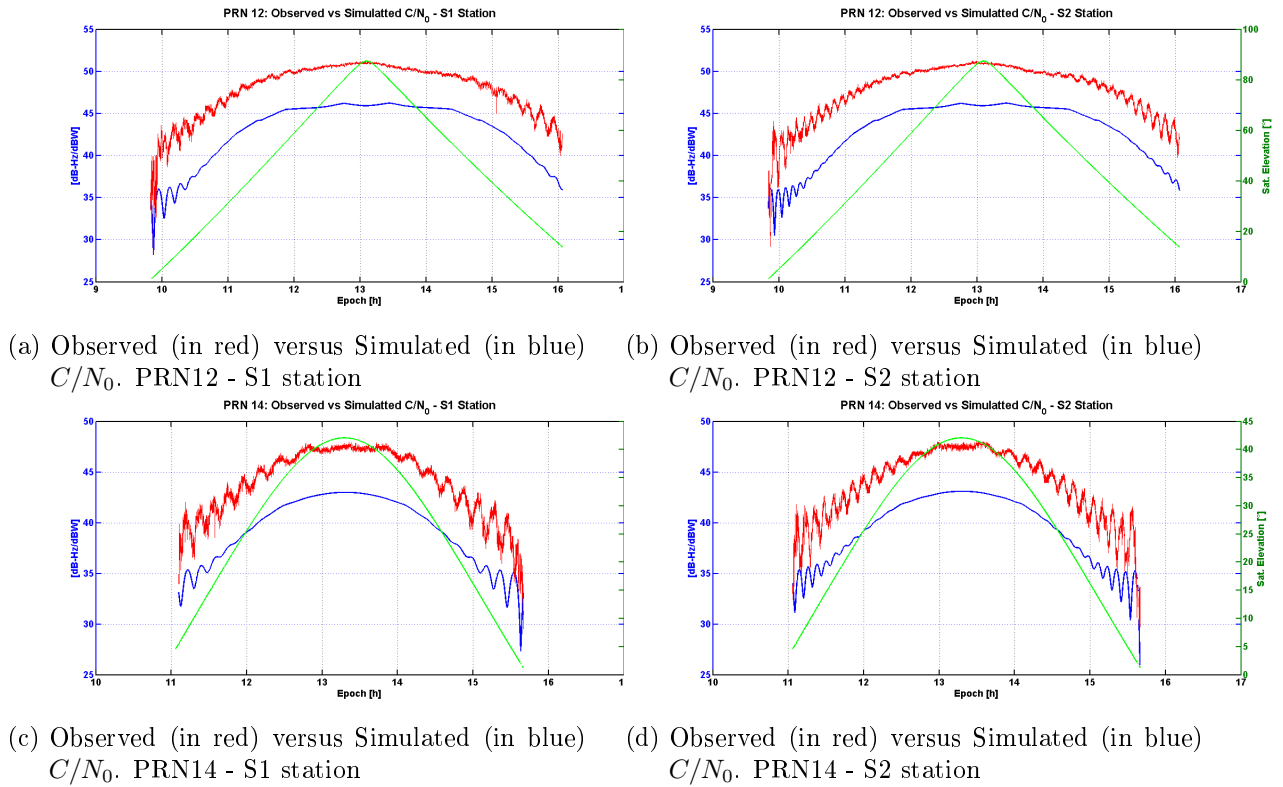 PRN 12: Observed vs Simulatted C/N0 - S1 Station
[dB-Hz/dBW]
55
50
45
40
35
30
25
9 10 11 12 13 14 15 16 1
Epoch [h]
PRN 12: Observed vs Simulatted C/N0 - S2 Station
55
50
45
40
35
30
25
9 10 11 12 13 14 15 16 17
Epoch [h]
100
80
60
40
20
0
Sat. Elevation [°]
(a) Observed (in red) versus Simulated (in blue)
C/N0. PRN12 - S1 station
(b) Observed (in red) versus Simulated (in blue)
C/N0. PRN12 - S2 station
PRN 14: Observed vs Simulatted C/N0 - S1 Station
[dB-Hz/dBW]
50
45
40
35
30
25
10 11 12 13 14 15 16 1
Epoch [h]
PRN 14: Observed vs Simulatted C/N0 - S2 Station
50
45
40
35
30
25
10 11 12 13 14 15 16 17
Epoch [h]
45
40
35
30
25
20
15
10
5
0
Sat. Elevation [°]
(c) Observed (in red) versus Simulated (in blue)
C/N0. PRN14 - S1 station
(d) Observed (in red) versus Simulated (in blue)
C/N0. PRN14 - S2 station